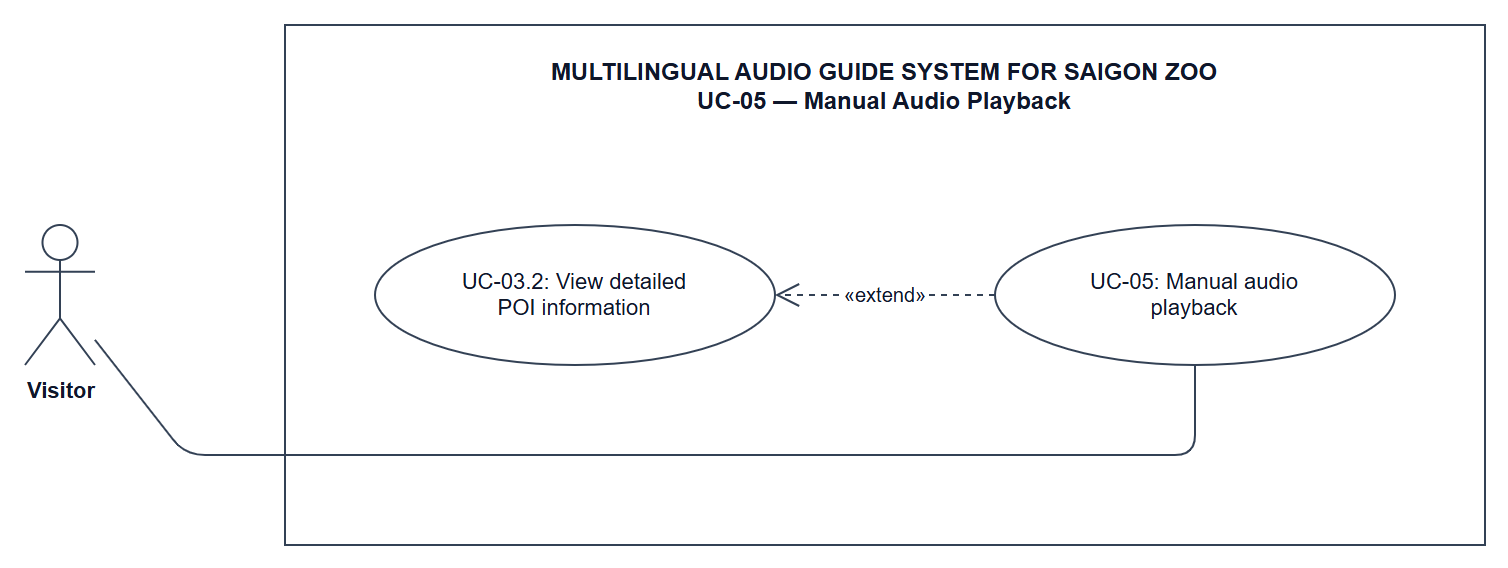 MULTILINGUAL AUDIO GUIDE SYSTEM FOR SAIGON ZOO
UC-05 — Manual Audio Playback
UC-03.2: View detailed
POI information
«extend»
UC-05: Manual audio
playback
Visitor